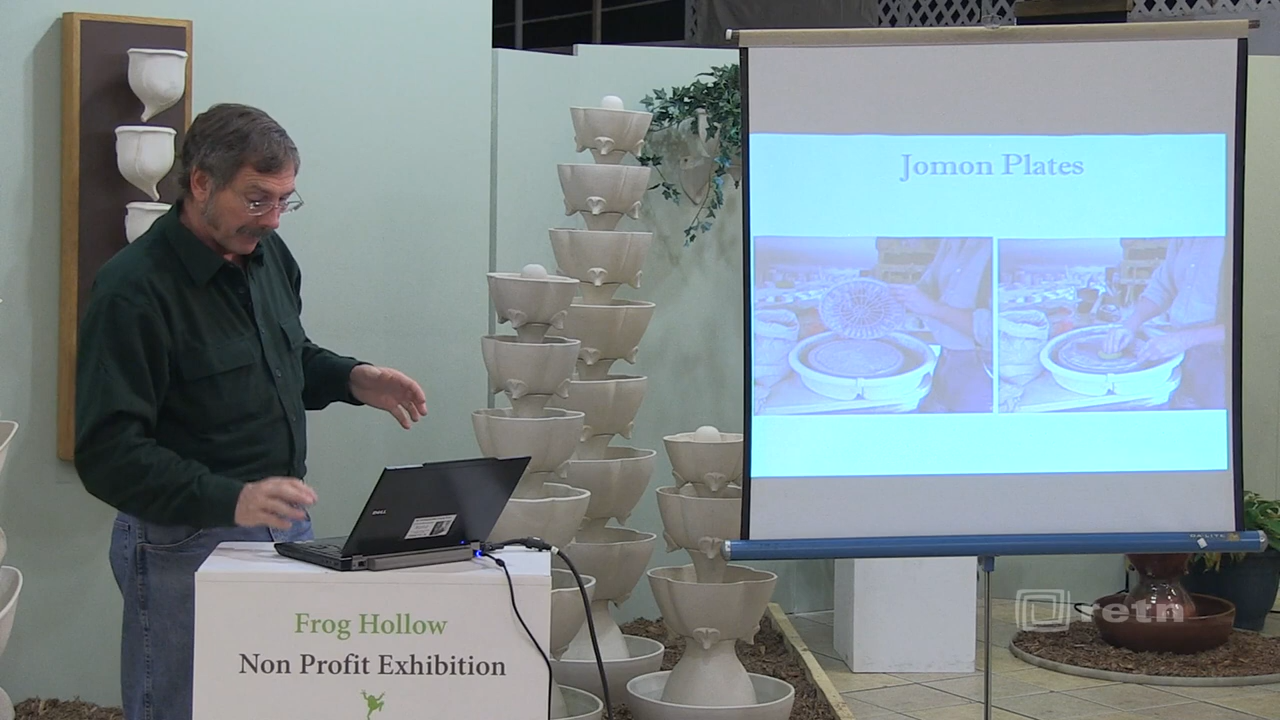 Jomon Plates
DELL
Frog Hollow
Non Profit Exhibition
retn